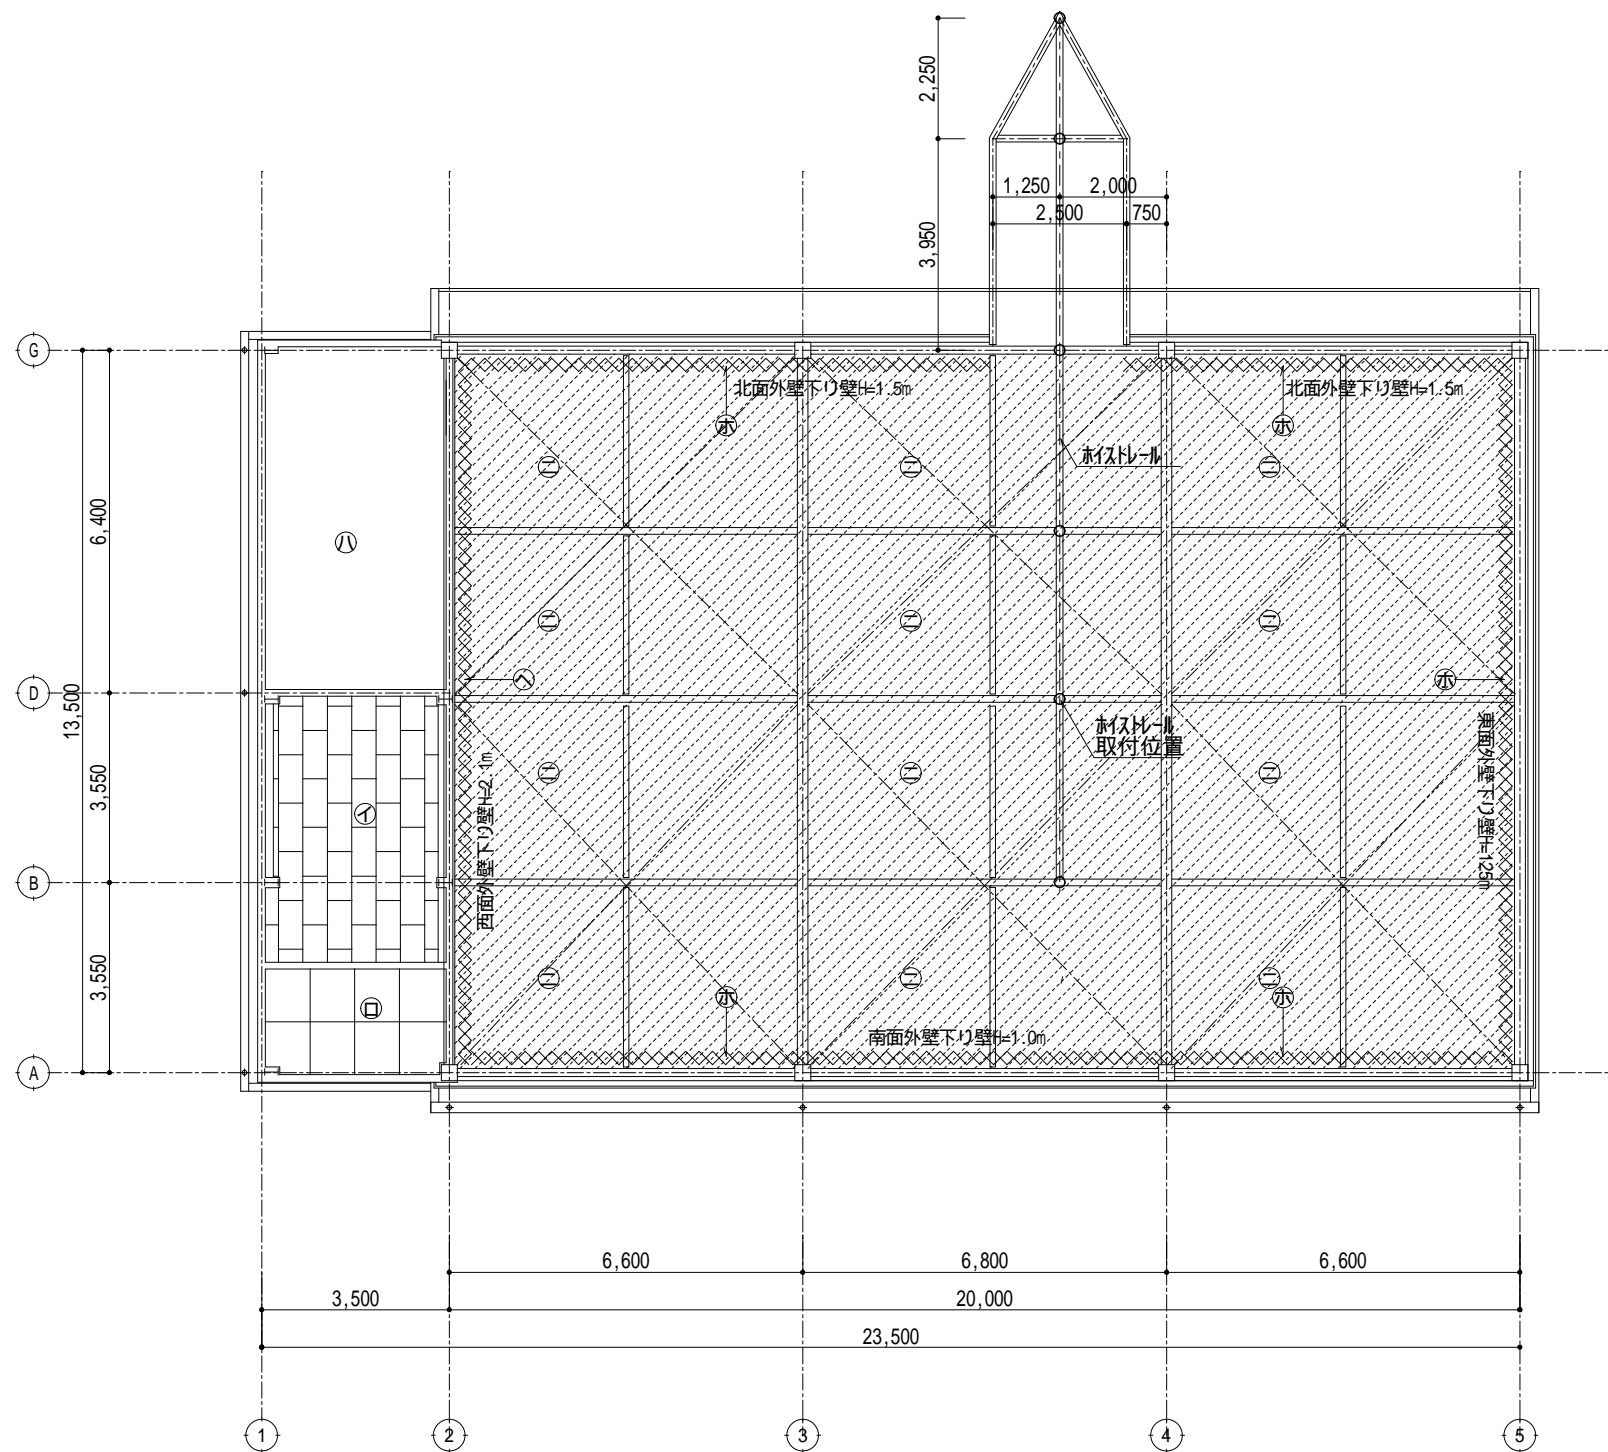 2,250
1,250
2,000
2,500
750
3,950
G
北面外壁下り壁H=1.5m
北面外壁下り壁H=1.5m
ホ
ホ
ホイストレール
ニ
ニ
ニ
6,400
ハ
ニ
ニ
ニ
D
ヘ
ホ
13,500
ホイストレール
取付位置
西面外壁下り壁H=2.1m
東面外壁下り壁H=1.25m
3,550
ニ
ニ
ニ
イ
B
3,550
ニ
ニ
ニ
ロ
ホ
ホ
南面外壁下り壁H=1.0m
A
6,600
6,800
6,600
3,500
20,000
23,500
1
2
3
4
5